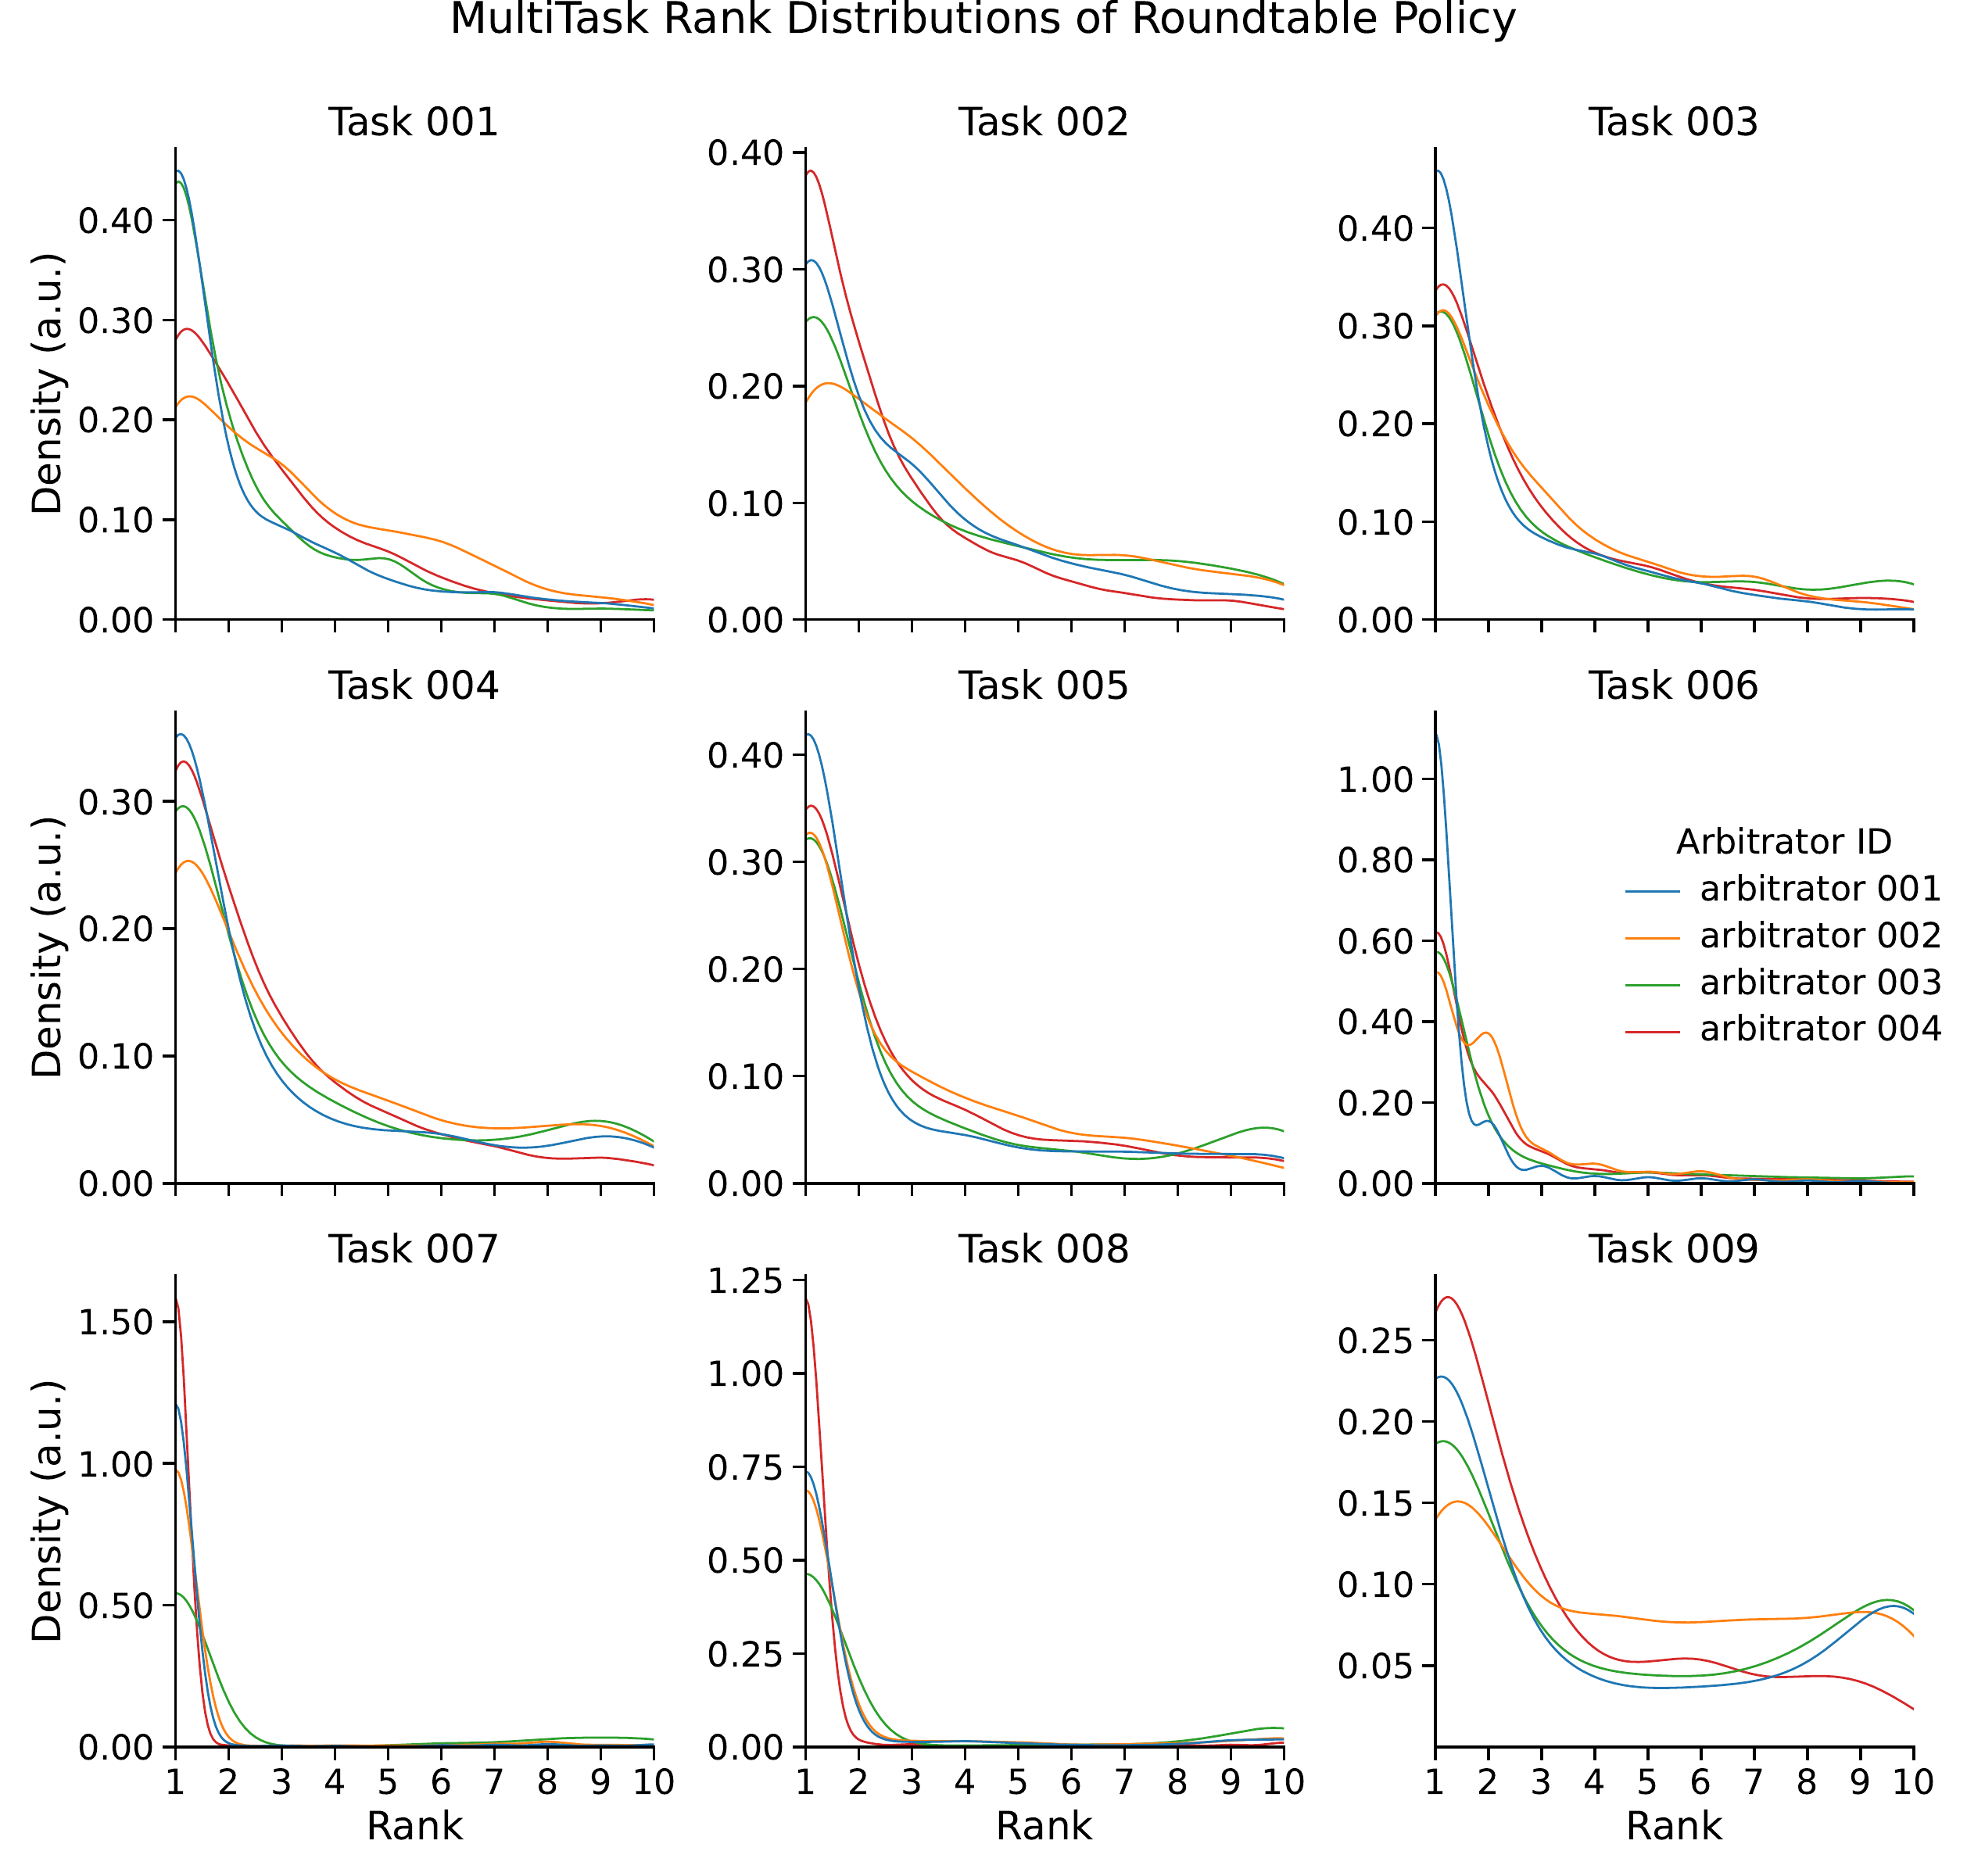 MultiTask Rank Distributions of Roundtable Policy
Task 001
Task 002
Task 003
Density (a.u.)
0.40
0.30
0.20
0.10
0.00
0.40
0.30
0.20
0.10
0.00
0.40
0.30
0.20
0.10
0.00
Task 004
Task 005
Task 006
Density (a.u.)
0.30
0.20
0.10
0.00
0.40
0.30
0.20
0.10
0.00
1.00
0.80
0.60
0.40
0.20
0.00
Arbitrator ID
arbitrator 001
arbitrator 002
arbitrator 003
arbitrator 004
Task 007
Task 008
Task 009
Density (a.u.)
1.50
1.00
0.50
0.00
1.25
1.00
0.75
0.50
0.25
0.00
0.25
0.20
0.15
0.10
0.05
1 2 3 4 5 6 7 8 9 10
1 2 3 4 5 6 7 8 9 10
1 2 3 4 5 6 7 8 9 10
Rank
Rank
Rank